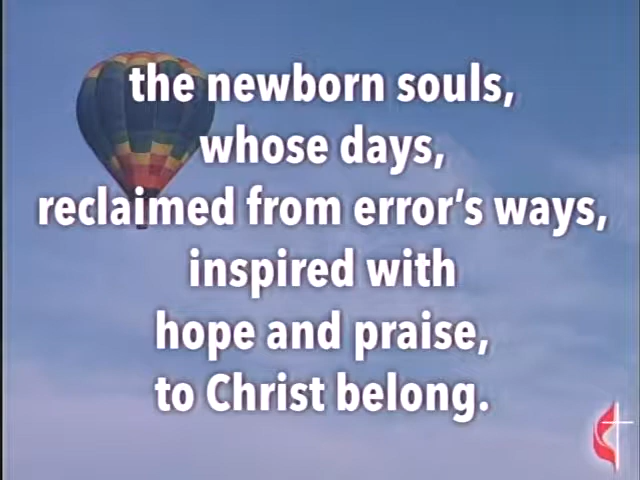 the newborn souls,
whose days,
reclaimed from error’s ways,
inspired with
hope and praise,
to Christ belong.